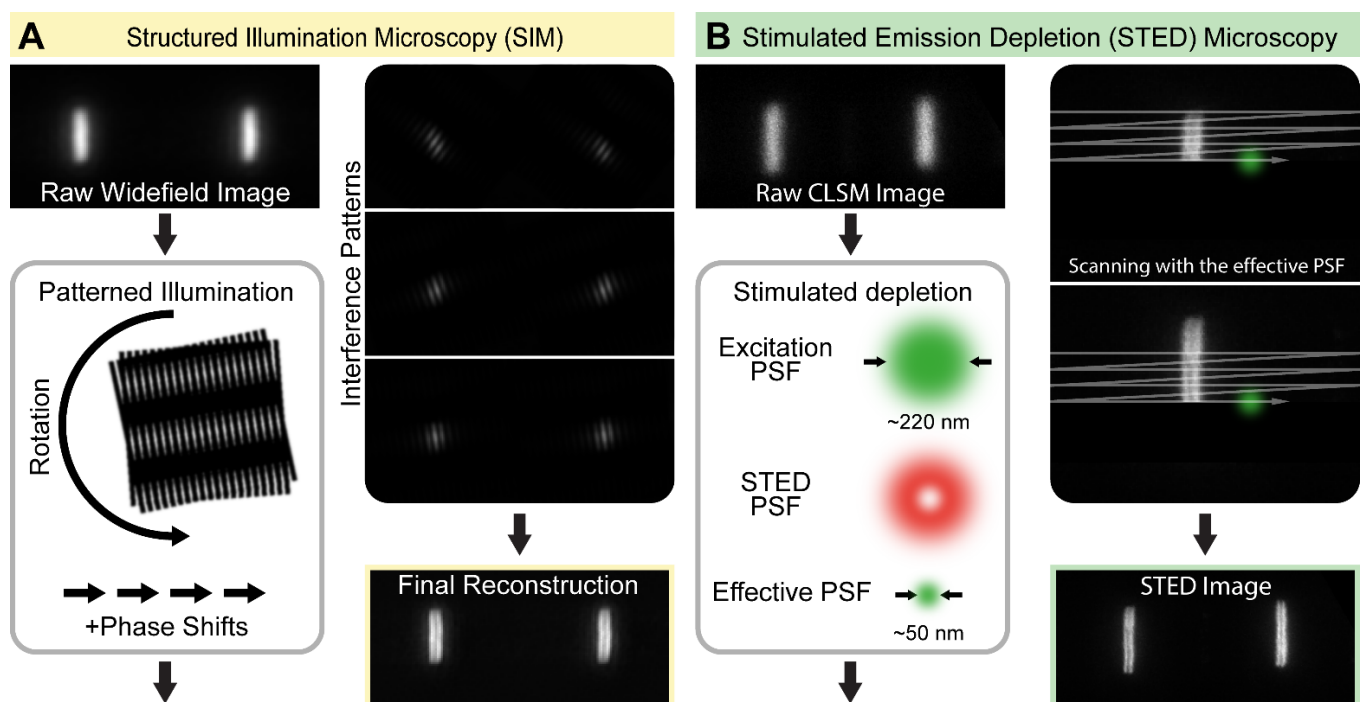 A
Structured Illumination Microscopy (SIM)
Raw Widefield Image
Patterned Illumination
Rotation
+Phase Shifts
Interference Patterns
Final Reconstruction
B
Stimulated Emission Depletion (STED) Microscopy
Raw CLSM Image
Stimulated depletion
Excitation
PSF
~220 nm
STED
PSF
Effective PSF
~50 nm
Scanning with the effective PSF
STED Image